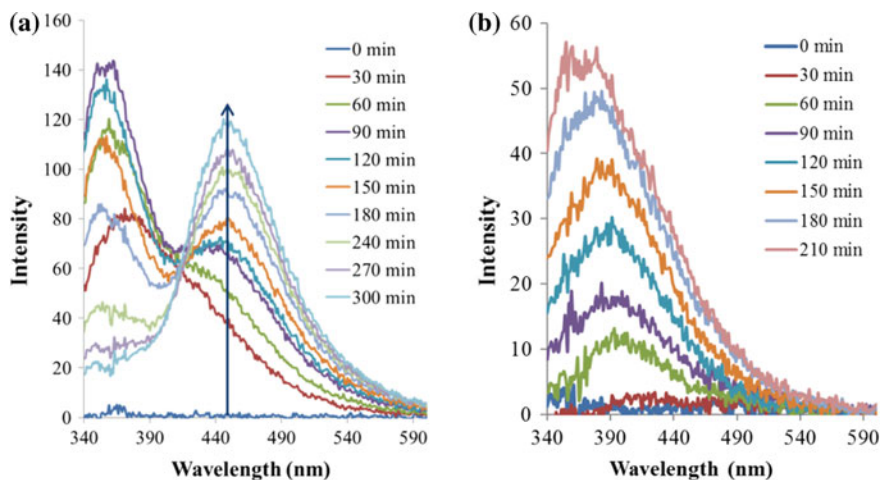 (a)
160
140
120
100
80
60
40
20
0
Intensity
340
390
440
490
540
590
Wavelength (nm)
0 min
30 min
60 min
90 min
120 min
150 min
180 min
240 min
270 min
300 min
(b)
60
50
40
30
20
10
0
Intensity
340
390
440
490
540
590
Wavelength (nm)
0 min
30 min
60 min
90 min
120 min
150 min
180 min
210 min